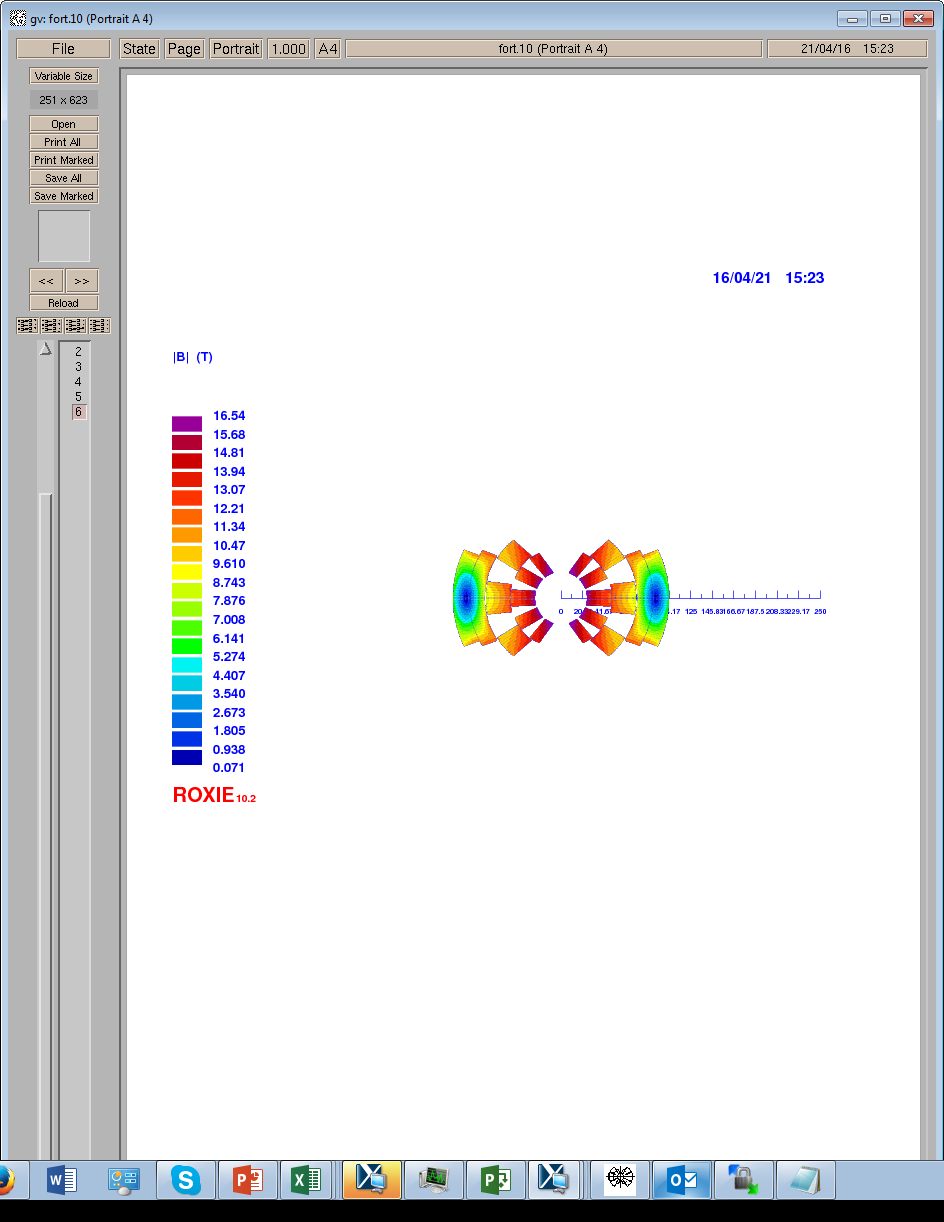 gv: fort.10 (Portrait A 4)
File State Page Portrait 1.000 A4 fort.10 (Portrait A 4) 21/04/16 15:23
Variable Size
251 x 623
Open
Print All
Print Marked
Save All
Save Marked
<< >>
Reload
2
3
4
5
6
16/04/21 15:23
|B| (T)
16.54
15.68
14.81
13.94
13.07
12.21
11.34
10.47
9.610
8.743
7.876
7.008
6.141
5.274
4.407
3.540
2.673
1.805
0.938
0.071
0 20 .17 125 145.83 166.67 187.5 208.33 229.17 250
ROXIE 10.2